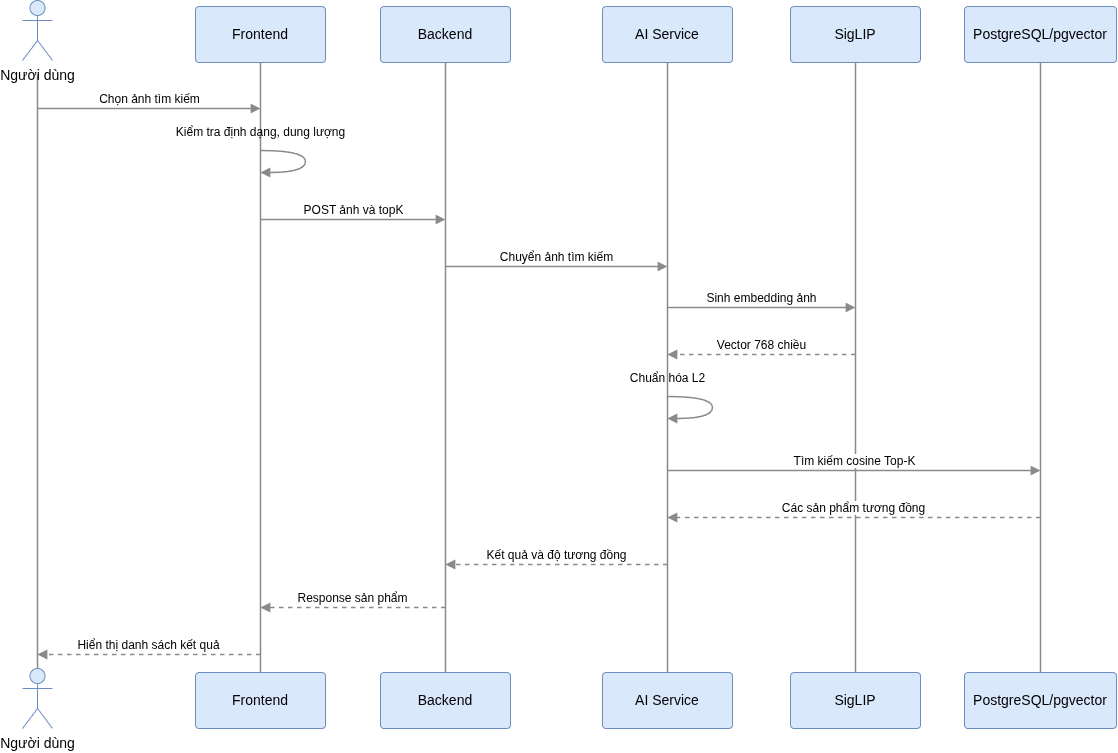 Frontend
Backend
AI Service
SigLIP
PostgreSQL/pgvector
Người dùng
Chọn ảnh tìm kiếm
Kiểm tra định dạng, dung lượng
POST ảnh và topK
Chuyển ảnh tìm kiếm
Sinh embedding ảnh
Vector 768 chiều
Chuẩn hóa L2
Tìm kiếm cosine Top-K
Các sản phẩm tương đồng
Kết quả và độ tương đồng
Response sản phẩm
Hiển thị danh sách kết quả
Frontend
Backend
AI Service
SigLIP
PostgreSQL/pgvector
Người dùng